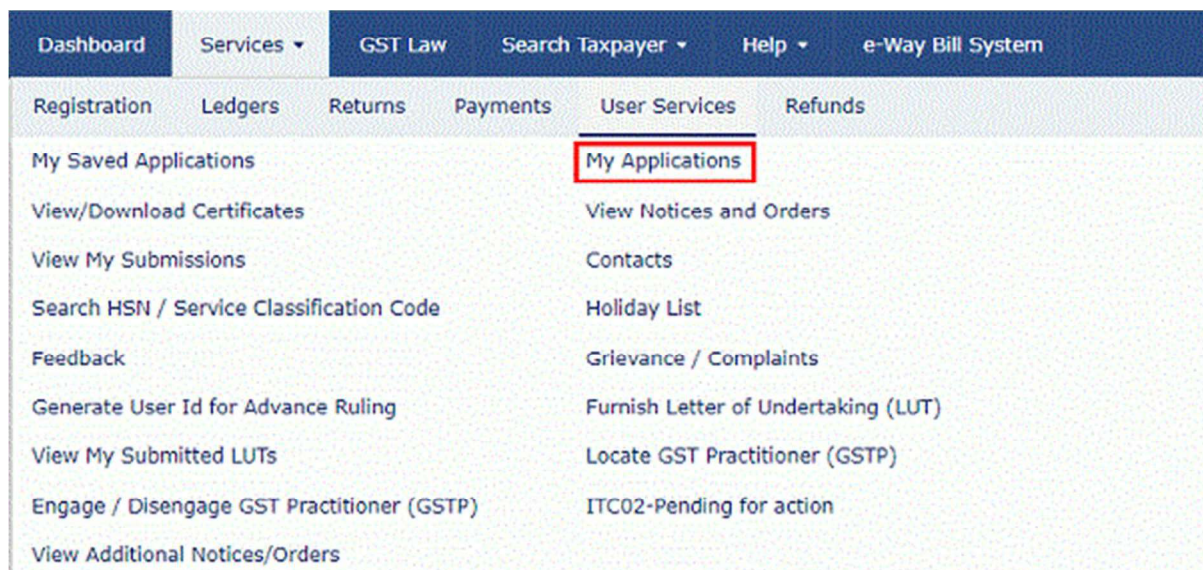 Dashboard Services GST Law Search Taxpayer Help e-Way Bill System
Registration Ledgers Returns Payments User Services Refunds
My Saved Applications My Applications
View/Download Certificates View Notices and Orders
View My Submissions Contacts
Search HSN / Service Classification Code Holiday List
Feedback Grievance / Complaints
Generate User Id for Advance Ruling Furnish Letter of Undertaking (LUT)
View My Submitted LUTs Locate GST Practitioner (GSTP)
Engage / Disengage GST Practitioner (GSTP) ITC02-Pending for action
View Additional Notices/Orders